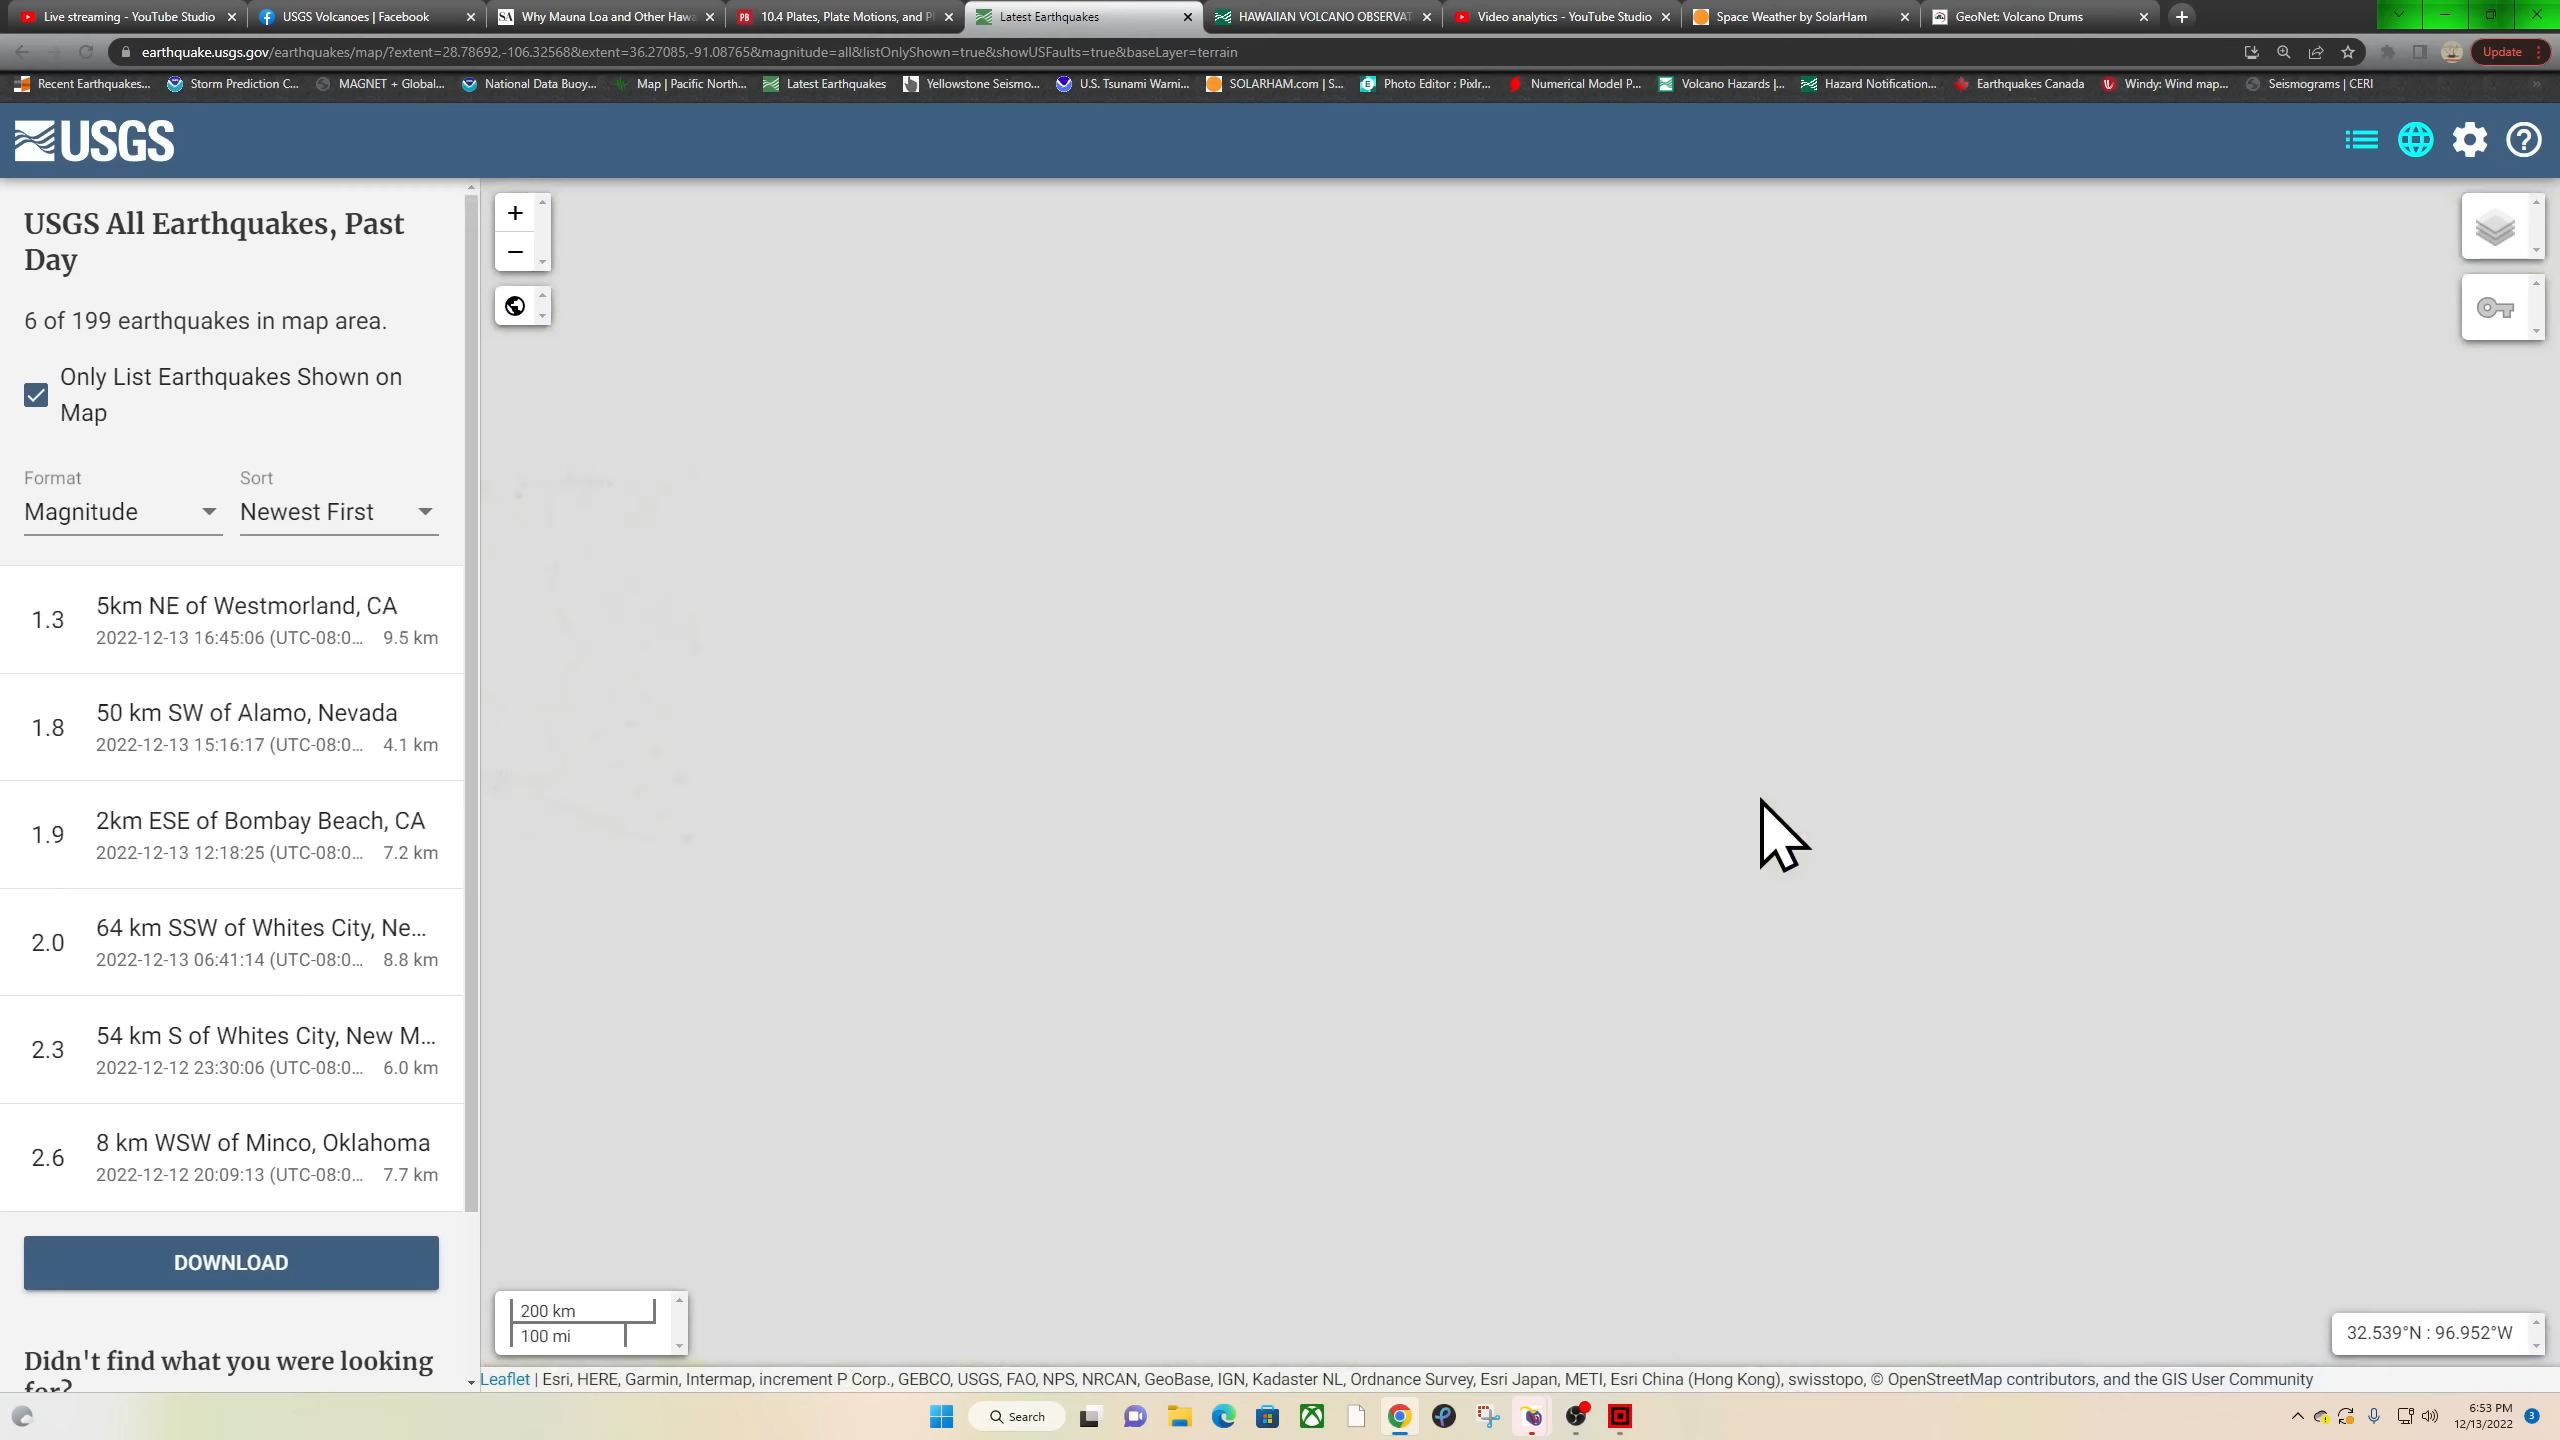 Live streaming - YouTube Studio
USGS Volcanoes | Facebook
Why Mauna Loa and Other Hawa
10.4 Plates, Plate Motions, and P
Latest Earthquakes
HAWAIIAN VOLCANO OBSERVAT
Video analytics - YouTube Studio
Space Weather by SolarHam
GeoNet: Volcano Drums
earthquake.usgs.gov/earthquakes/map/?extent=28.78692,-106.32568&extent=36.27085,-91.08765&magnitude=all&listOnlyShown=true&showUSFaults=true&baseLayer=terrain
Update
Recent Earthquakes...
Storm Prediction C...
MAGNET + Global...
National Data Buoy...
Map | Pacific North...
Latest Earthquakes
Yellowstone Seismo...
U.S. Tsunami Warni...
SOLARHAM.com | S...
Photo Editor : Pixlr...
Numerical Model P...
Volcano Hazards |...
Hazard Notification...
Earthquakes Canada
Windy: Wind map...
Seismograms | CERI
USGS
USGS All Earthquakes, Past
Day
6 of 199 earthquakes in map area.
Only List Earthquakes Shown on
Map
Format
Sort
Magnitude
Newest First
1.3
5km NE of Westmorland, CA
2022-12-13 16:45:06 (UTC-08:0... 9.5 km
1.8
50 km SW of Alamo, Nevada
2022-12-13 15:16:17 (UTC-08:0... 4.1 km
1.9
2km ESE of Bombay Beach, CA
2022-12-13 12:18:25 (UTC-08:0... 7.2 km
2.0
64 km SSW of Whites City, Ne...
2022-12-13 06:41:14 (UTC-08:0... 8.8 km
2.3
54 km S of Whites City, New M...
2022-12-12 23:30:06 (UTC-08:0... 6.0 km
2.6
8 km WSW of Minco, Oklahoma
2022-12-12 20:09:13 (UTC-08:0... 7.7 km
DOWNLOAD
Didn't find what you were looking
for?
200 km
100 mi
32.539°N : 96.952°W
Leaflet | Esri, HERE, Garmin, Intermap, increment P Corp., GEBCO, USGS, FAO, NPS, NRCAN, GeoBase, IGN, Kadaster NL, Ordnance Survey, Esri Japan, METI, Esri China (Hong Kong), swisstopo, © OpenStreetMap contributors, and the GIS User Community
Search
6:53 PM
12/13/2022
3